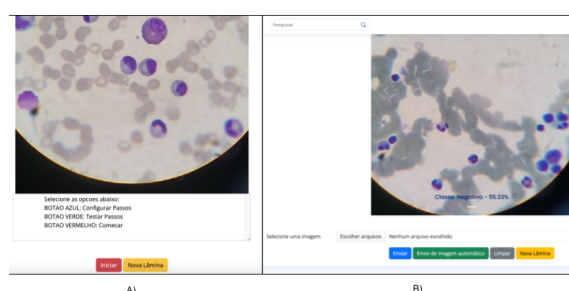 Selecione as opcoes abaixo:
BOTAO AZUL: Configurar Passos
BOTAO VERDE: Testar Passos
BOTAO VERMELHO: Comecar
Iniciar
Nova Lâmina
A)
Pesquisar
Classe: Negativo - 55.33%
Selecione uma imagem
Escolher arquivos
Nenhum arquivo escolhido
Enviar
Envio de Imagem automático
Limpar
Nova Lâmina
B)